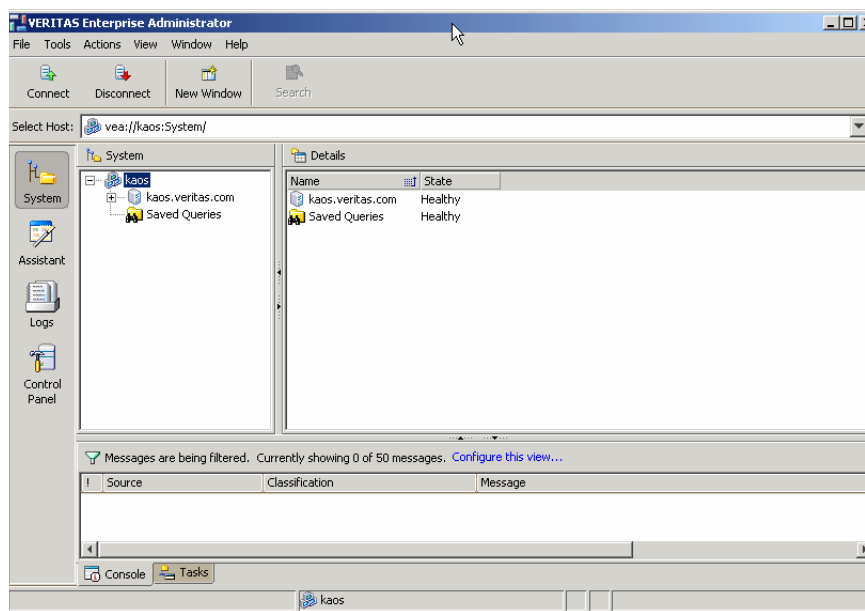 VERITAS Enterprise Administrator
File Tools Actions View Window Help
Connect Disconnect New Window Search
Select Host: vea://kaos:System/
System
Assistant
Logs
Control
Panel
System
kaos
kaos.veritas.com
Saved Queries
Details
Name State
kaos.veritas.com Healthy
Saved Queries Healthy
Messages are being filtered. Currently showing 0 of 50 messages. Configure this view...
! Source Classification Message
Console Tasks
kaos